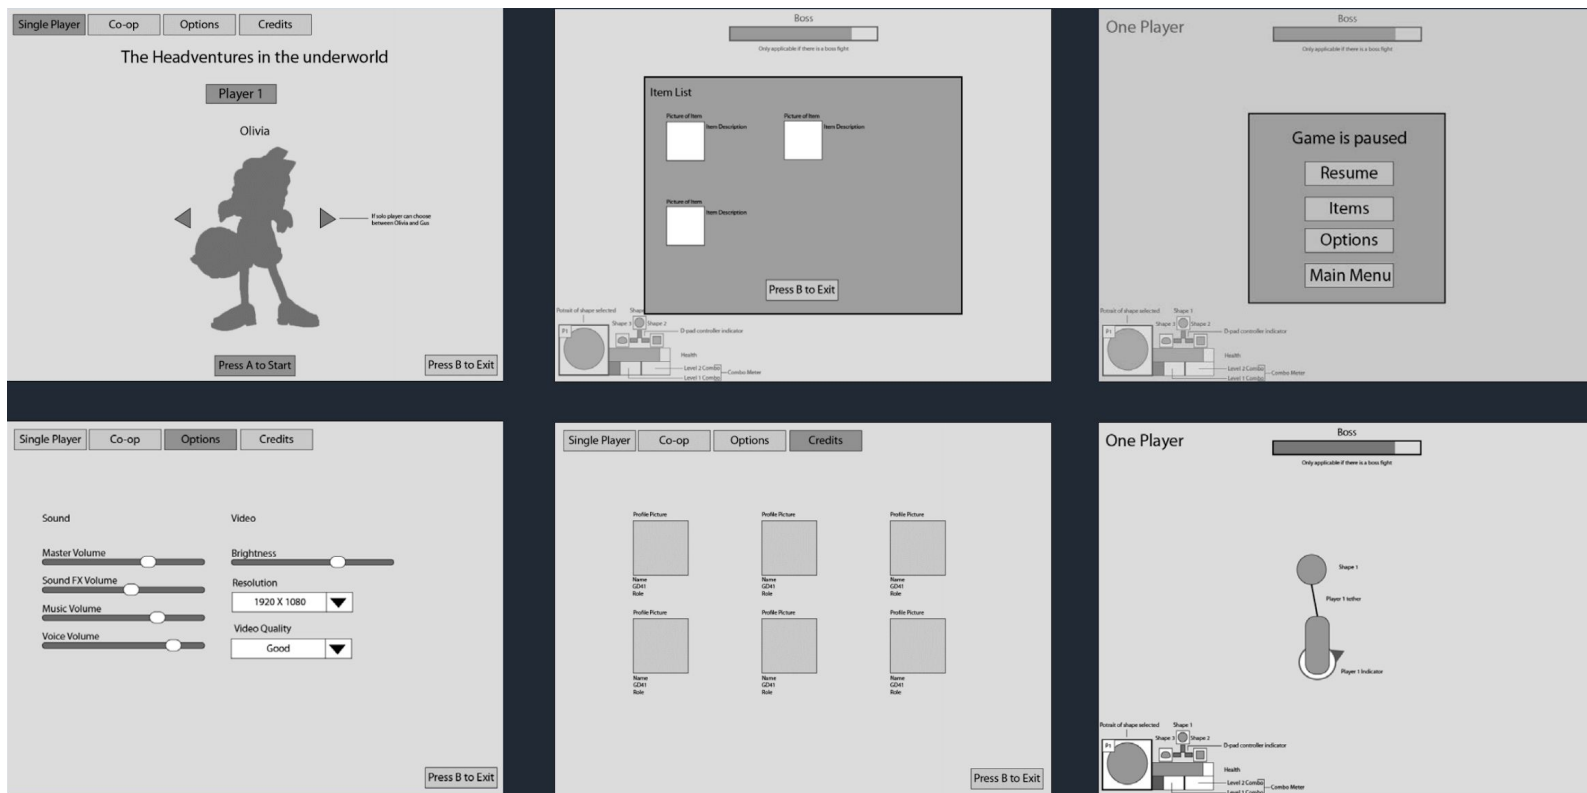 Single Player
Co-op
Options
Credits
The Headventures in the underworld
Player 1
Olivia
If solo player can choose
between Olivia and Gus
Press A to Start
Press B to Exit
Boss
Only applicable if there is a boss fight
Item List
Picture of Item
Item Description
Picture of Item
Item Description
Picture of Item
Item Description
Press B to Exit
Potrait of shape selected
Shape
P1
Shape 3
Shape 2
D-pad controller indicator
Health
Level 2 Combo
Level 1 Combo
Combo Meter
One Player
Boss
Only applicable if there is a boss fight
Game is paused
Resume
Items
Options
Main Menu
Potrait of shape selected
Shape 1
P1
Shape 3
Shape 2
D-pad controller indicator
Health
Level 2 Combo
Level 1 Combo
Combo Meter
Single Player
Co-op
Options
Credits
Sound
Master Volume
Sound FX Volume
Music Volume
Voice Volume
Video
Brightness
Resolution
1920 X 1080
Video Quality
Good
Press B to Exit
Single Player
Co-op
Options
Credits
Profile Picture
Name
GD41
Role
Profile Picture
Name
GD41
Role
Profile Picture
Name
GD41
Role
Profile Picture
Name
GD41
Role
Profile Picture
Name
GD41
Role
Profile Picture
Name
GD41
Role
Press B to Exit
One Player
Boss
Only applicable if there is a boss fight
Shape 1
Player 1 tether
Player 1 Indicator
Potrait of shape selected
Shape 1
P1
Shape 3
Shape 2
D-pad controller indicator
Health
Level 2 Combo
Level 1 Combo
Combo Meter